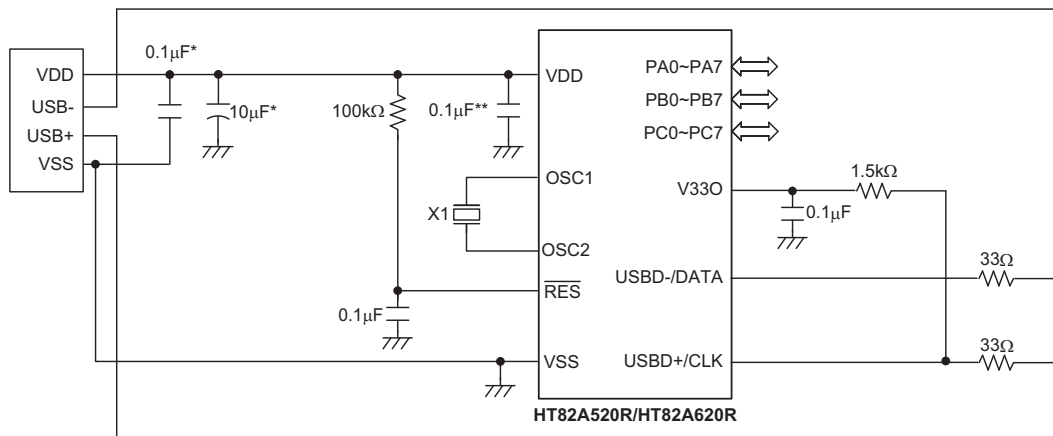 VDD
USB-
USB+
VSS
0.1μF*
10μF*
100kΩ
0.1μF**
X1
0.1μF
VDD
OSC1
OSC2
R̅E̅S̅
VSS
PA0~PA7
PB0~PB7
PC0~PC7
V33O
USBD-/DATA
USBD+/CLK
1.5kΩ
0.1μF
33Ω
33Ω
HT82A520R/HT82A620R